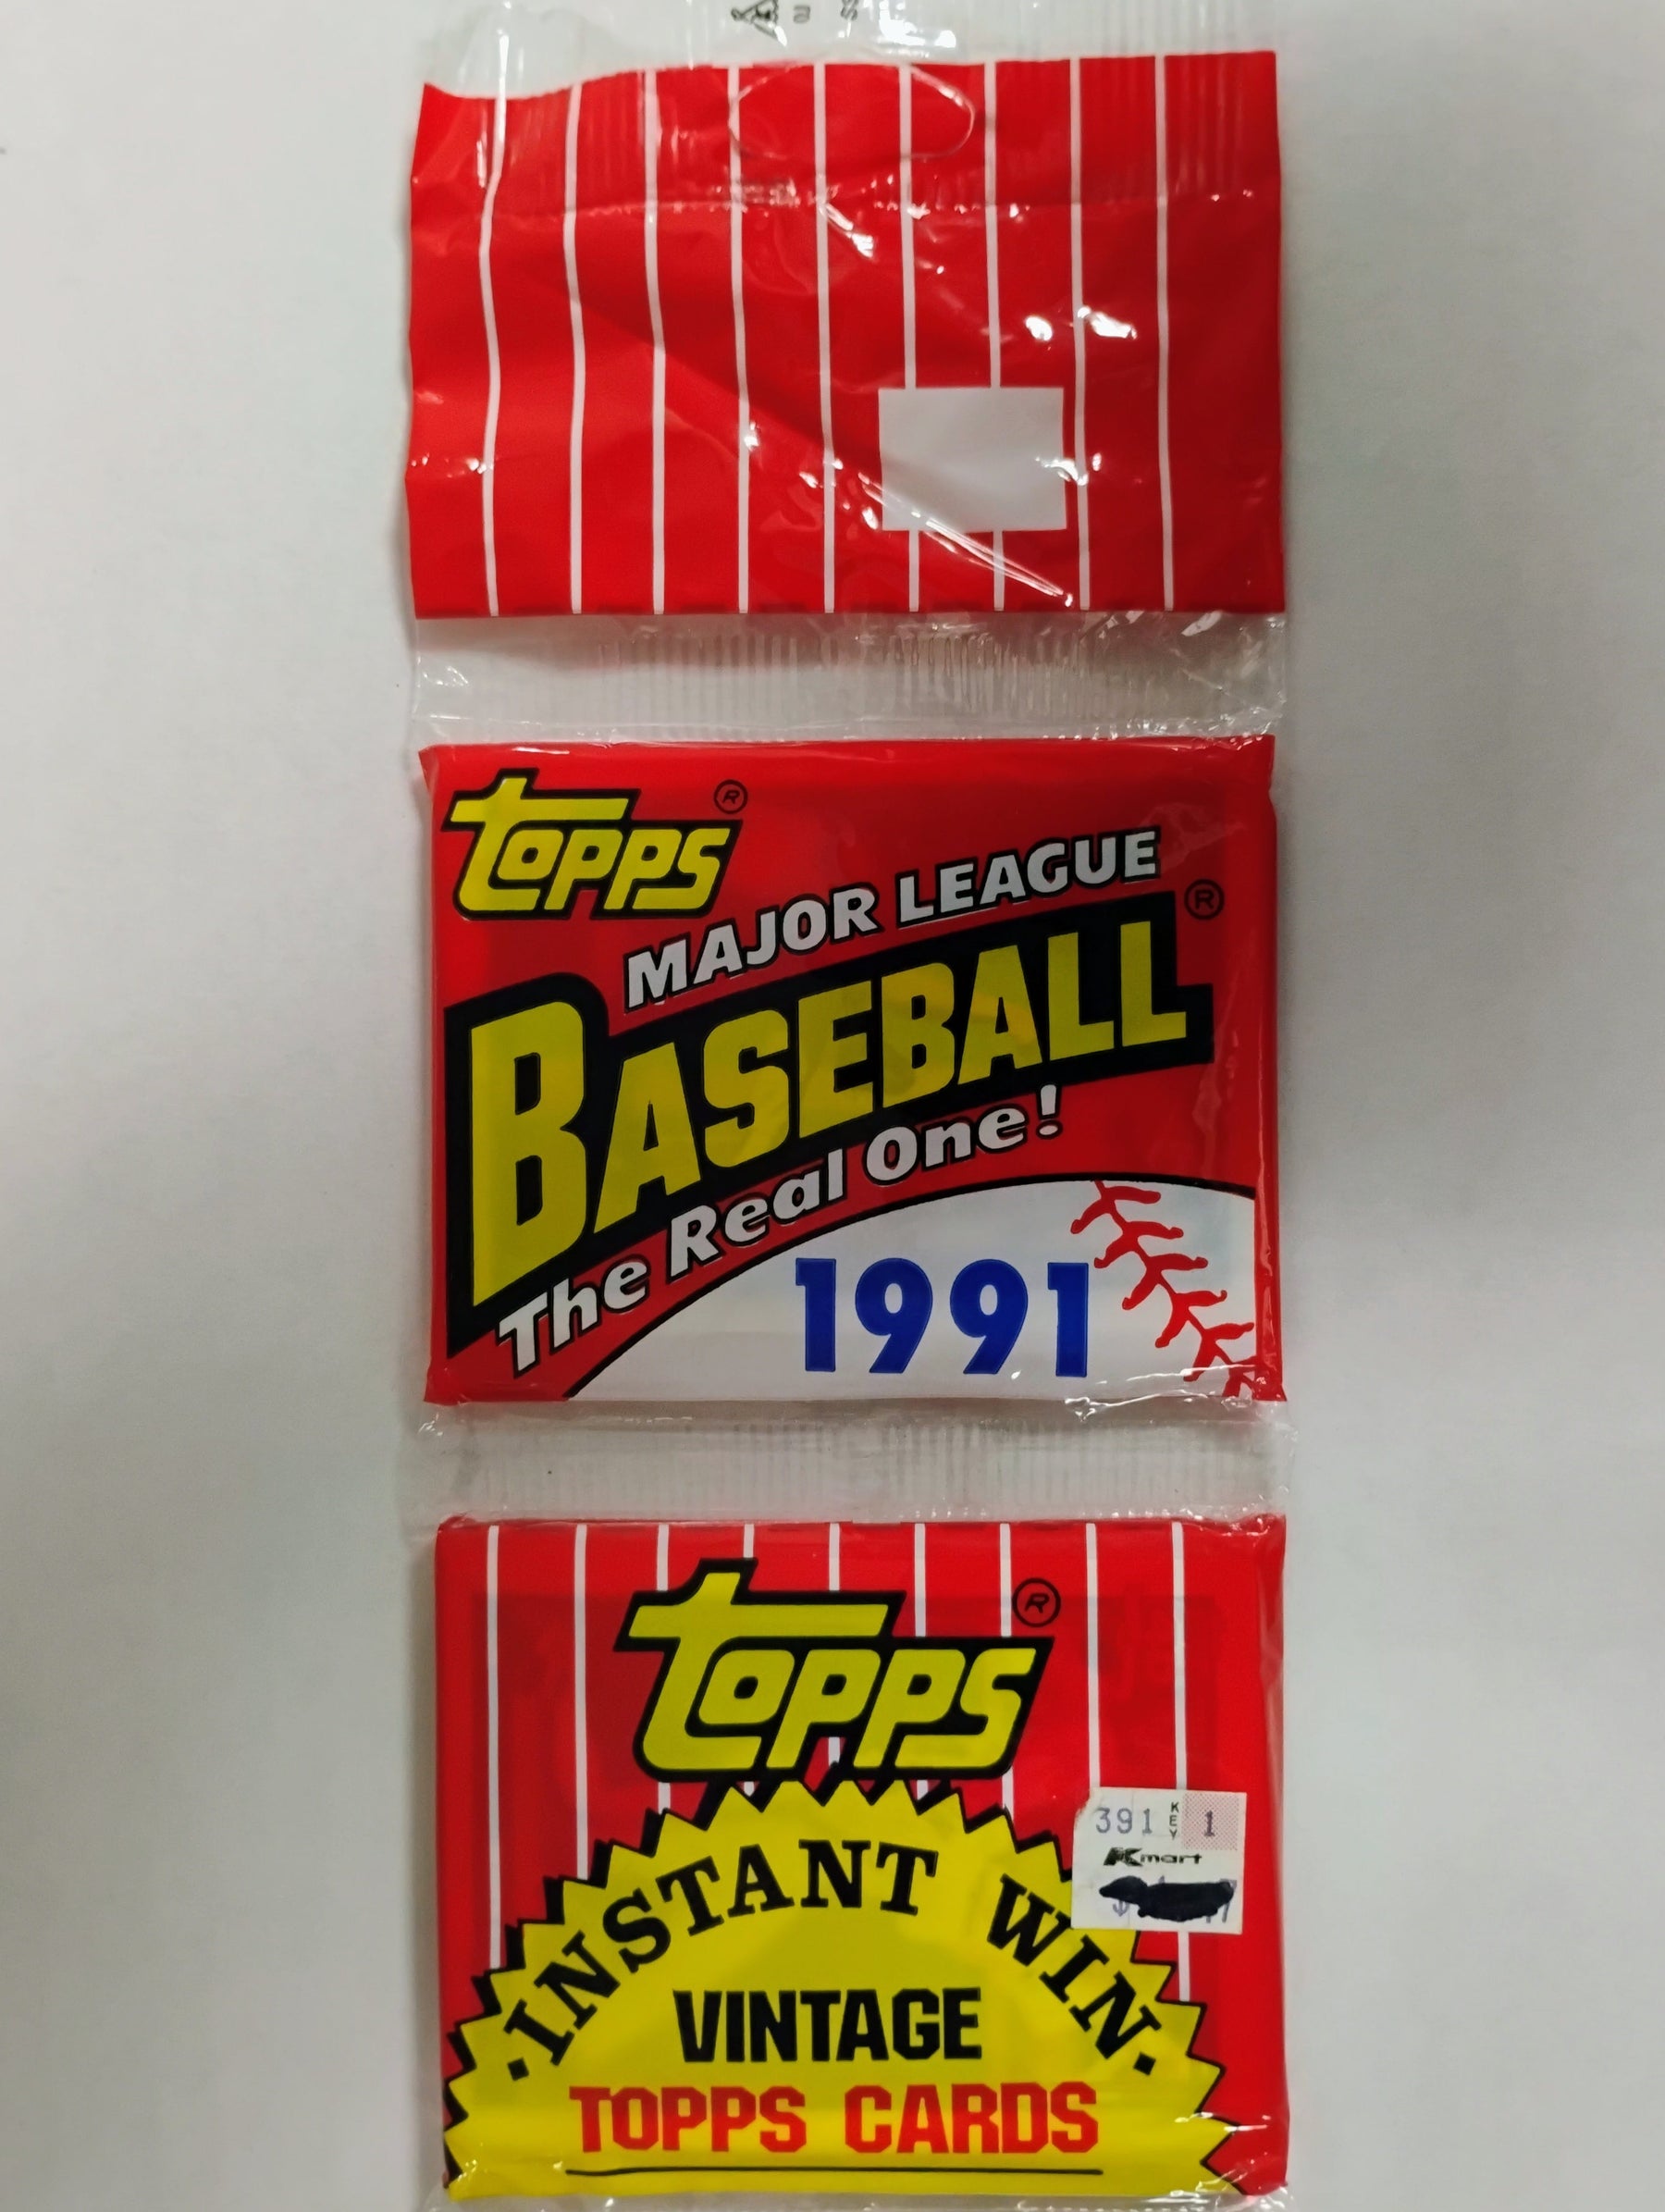 Topps®
MAJOR LEAGUE
BASEBALL®
The Real One!
1991
Topps®
391 KEY 1
Kmart
·INSTANT WIN·
VINTAGE
TOPPS CARDS